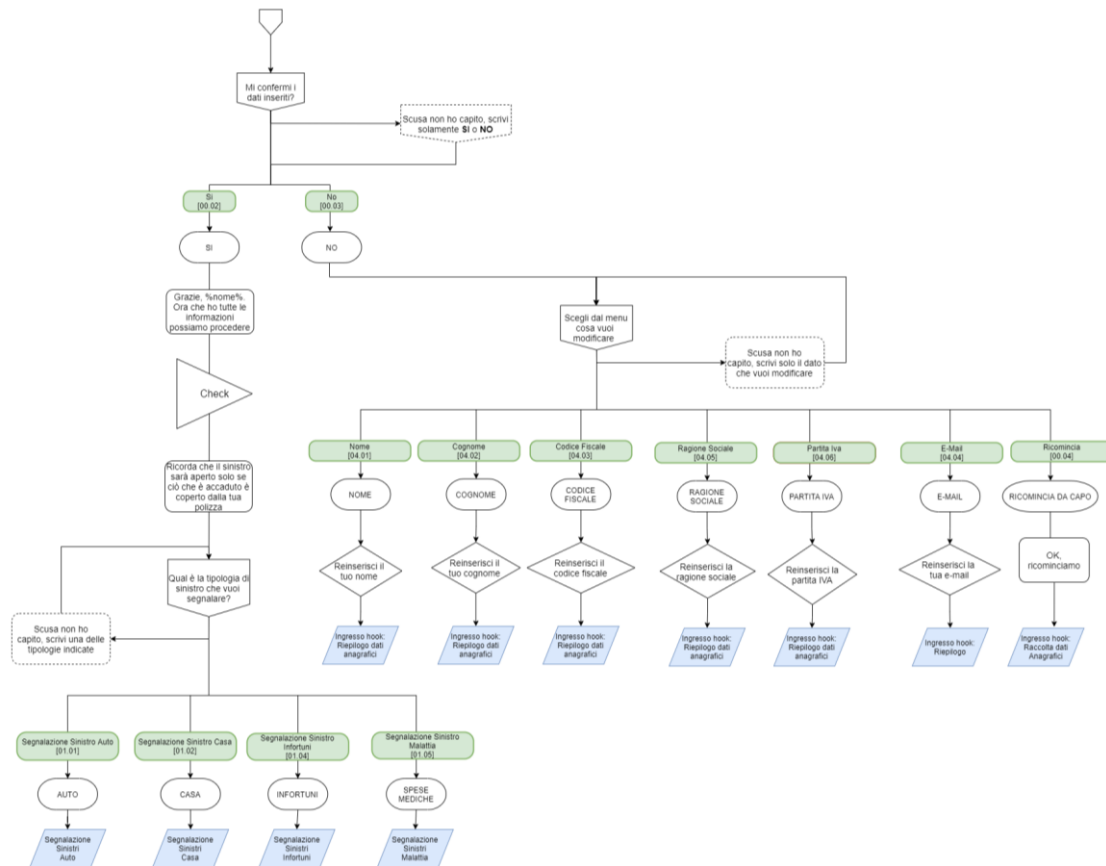 Mi confermi i
dati inseriti?
Scusa non ho capito, scrivi
solamente SI o NO
Si
[00.02]
No
[00.03]
SI
NO
Grazie, %nome%.
Ora che ho tutte le
informazioni
possiamo procedere
Scegli dal menu
cosa vuoi
modificare
Scusa non ho
capito, scrivi solo il dato
che vuoi modificare
Check
Nome
[04.01]
Cognome
[04.02]
Codice Fiscale
[04.03]
Ragione Sociale
[04.05]
Partita Iva
[04.06]
E-Mail
[04.04]
Ricomincia
[00.04]
Ricorda che il sinistro
sarà aperto solo se
ciò che è accaduto è
coperto dalla tua
polizza
NOME
COGNOME
CODICE
FISCALE
RAGIONE
SOCIALE
PARTITA IVA
E-MAIL
RICOMINCIA DA CAPO
Reinserisci il
tuo nome
Reinserisci il
tuo cognome
Reinserisci il
codice fiscale
Reinserisci la
ragione sociale
Reinserisci la
partita IVA
Reinserisci la
tua e-mail
OK,
ricominciamo
Qual è la tipologia di
sinistro che vuoi
segnalare?
Scusa non ho
capito, scrivi una delle
tipologie indicate
Ingresso hook:
Riepilogo dati
anagrafici
Ingresso hook:
Riepilogo dati
anagrafici
Ingresso hook:
Riepilogo dati
anagrafici
Ingresso hook:
Riepilogo dati
anagrafici
Ingresso hook:
Riepilogo dati
anagrafici
Ingresso hook:
Riepilogo
Ingresso hook:
Raccolta dati
Anagrafici
Segnalazione Sinistro Auto
[01.01]
Segnalazione Sinistro Casa
[01.02]
Segnalazione Sinistro
Infortuni
[01.04]
Segnalazione Sinistro
Malattia
[01.05]
AUTO
CASA
INFORTUNI
SPESE
MEDICHE
Segnalazione
Sinistri
Auto
Segnalazione
Sinistri
Casa
Segnalazione
Sinistri
Infortuni
Segnalazione
Sinistri
Malattia